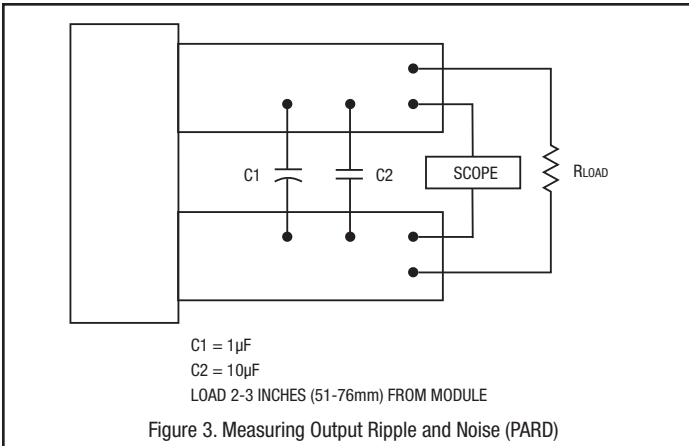 C1
C2
SCOPE
RLOAD
C1 = 1µF
C2 = 10µF
LOAD 2-3 INCHES (51-76mm) FROM MODULE
Figure 3. Measuring Output Ripple and Noise (PARD)